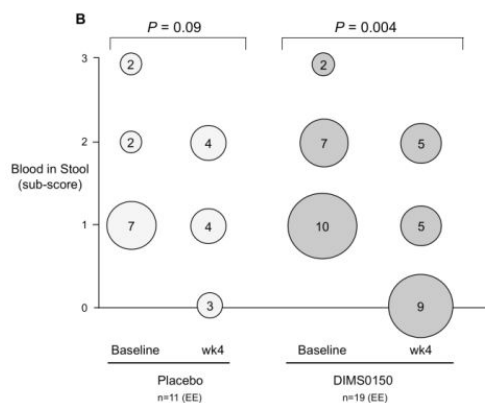 B
P = 0.09 P = 0.004
3 2 2
2 2 4 7 5
Blood in Stool
(sub-score)
7 4 10 5
1
0 3 9
Baseline wk4 Baseline wk4
Placebo DIMS0150
n=11 (EE) n=19 (EE)